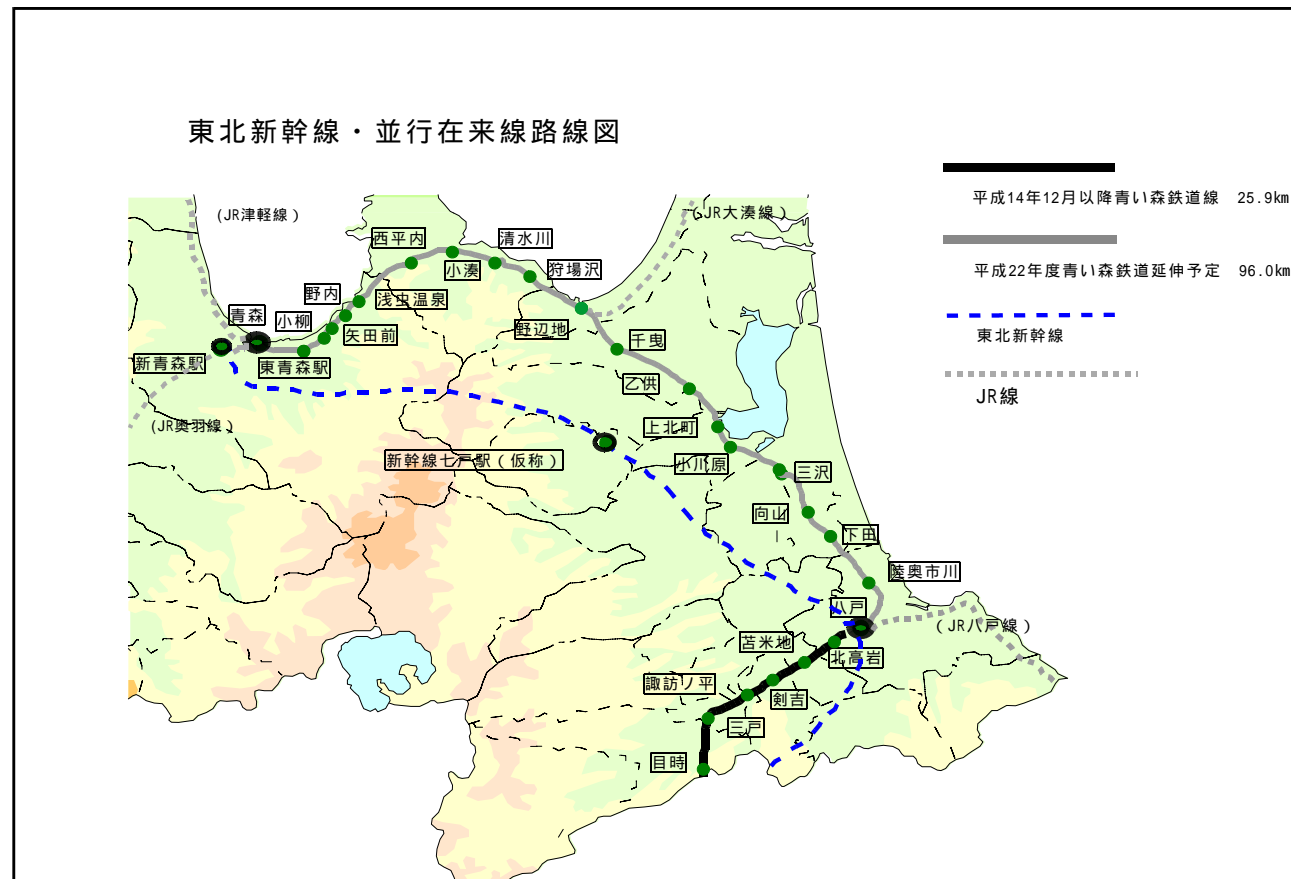 東北新幹線・並行在来線路線図
平成14年12月以降青い森鉄道線 25.9km
平成22年度青い森鉄道延伸予定 96.0km
東北新幹線
JR線
(JR津軽線)
(JR大湊線)
西平内
清水川
小湊
狩場沢
野内
浅虫温泉
青森
小柳
矢田前
野辺地
千曳
新青森駅
東青森駅
乙供
(JR奥羽線)
上北町
新幹線七戸駅(仮称)
小川原
三沢
向山
下田
陸奥市川
八戸
(JR八戸線)
苫米地
北高岩
諏訪ノ平
剣吉
三戸
目時